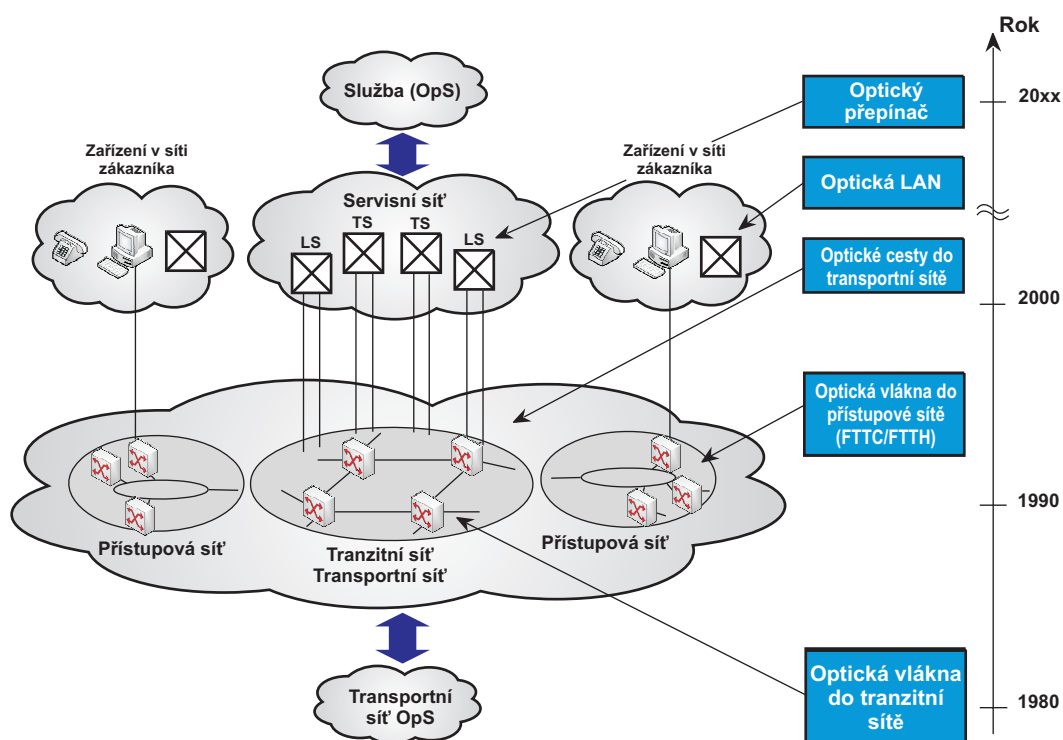 Rok
Služba (OpS)
Optický
přepínač
20xx
Zařízení v síti
zákazníka
Zařízení v síti
zákazníka
Optická LAN
Servisní síť
TS
TS
LS
LS
Optické cesty do
transportní sítě
2000
Optická vlákna do
přístupové sítě
(FTTC/FTTH)
1990
Přístupová síť
Tranzitní síť
Transportní síť
Přístupová síť
Optická vlákna
do tranzitní
sítě
Transportní
síť OpS
1980